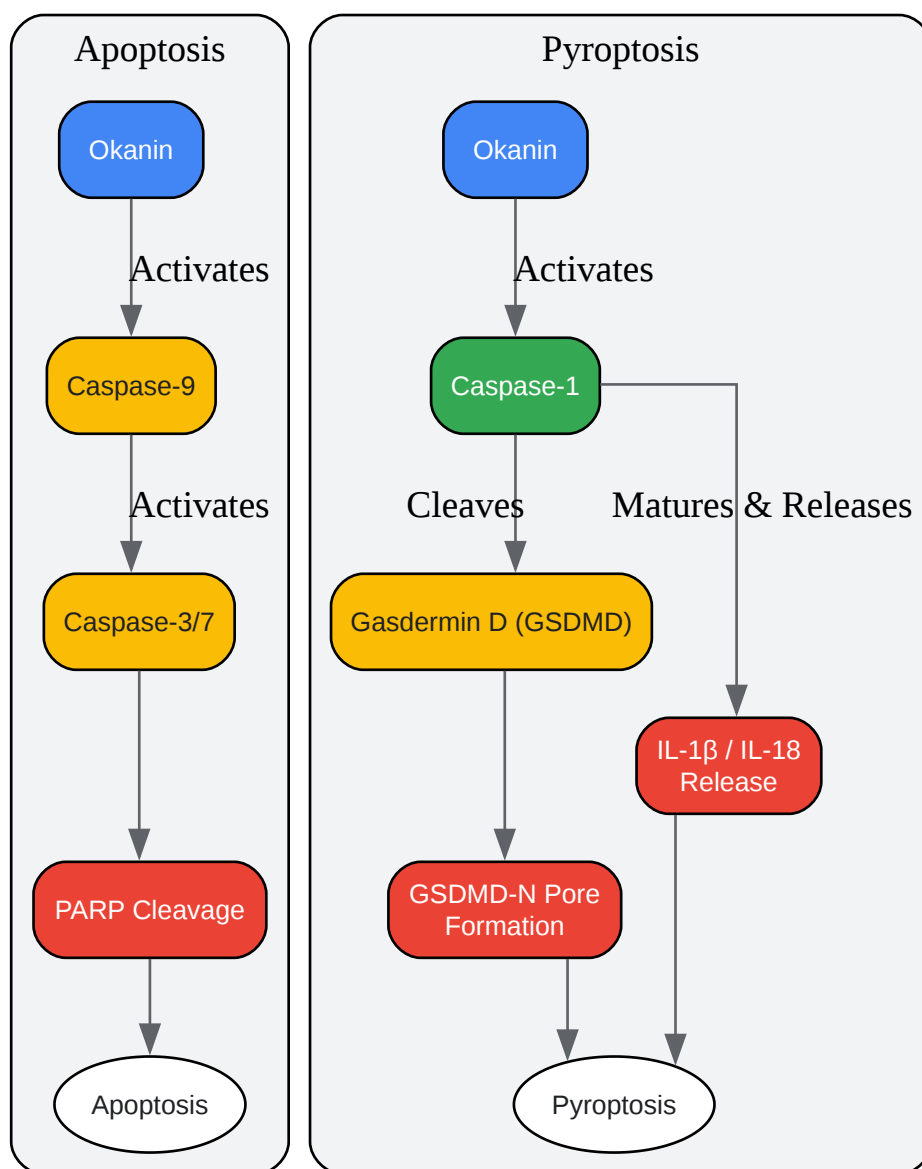 Apoptosis
Okanin
Activates
Caspase-9
Activates
Caspase-3/7
PARP Cleavage
Apoptosis
Pyroptosis
Okanin
Activates
Caspase-1
Cleaves
Matures & Releases
Gasdermin D (GSDMD)
IL-1β / IL-18
Release
GSDMD-N Pore
Formation
Pyroptosis